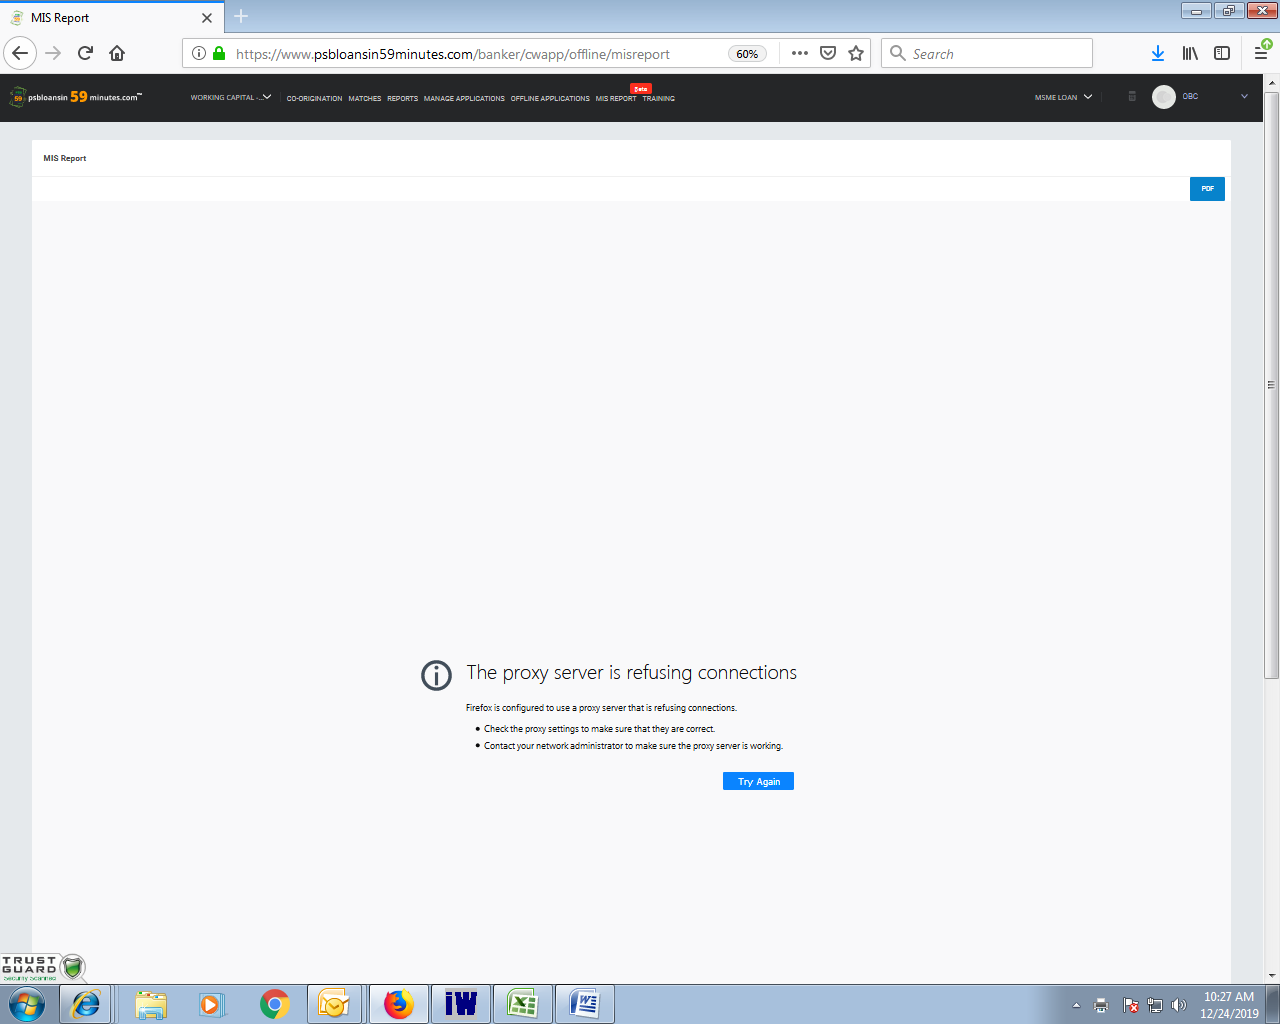 MIS Report
https://www.psbloansin59minutes.com/banker/cwapp/offline/misreport
60%
Search
psbloansin 59 minutes.com™
WORKING CAPITAL -...
CO-ORIGINATION
MATCHES
REPORTS
MANAGE APPLICATIONS
OFFLINE APPLICATIONS
MIS REPORT
Beta
TRAINING
MSME LOAN
OBC
MIS Report
PDF
The proxy server is refusing connections
Firefox is configured to use a proxy server that is refusing connections.
• Check the proxy settings to make sure that they are correct.
• Contact your network administrator to make sure the proxy server is working.
Try Again
TRUST
GUARD
Security Scanned
iW
10:27 AM
12/24/2019